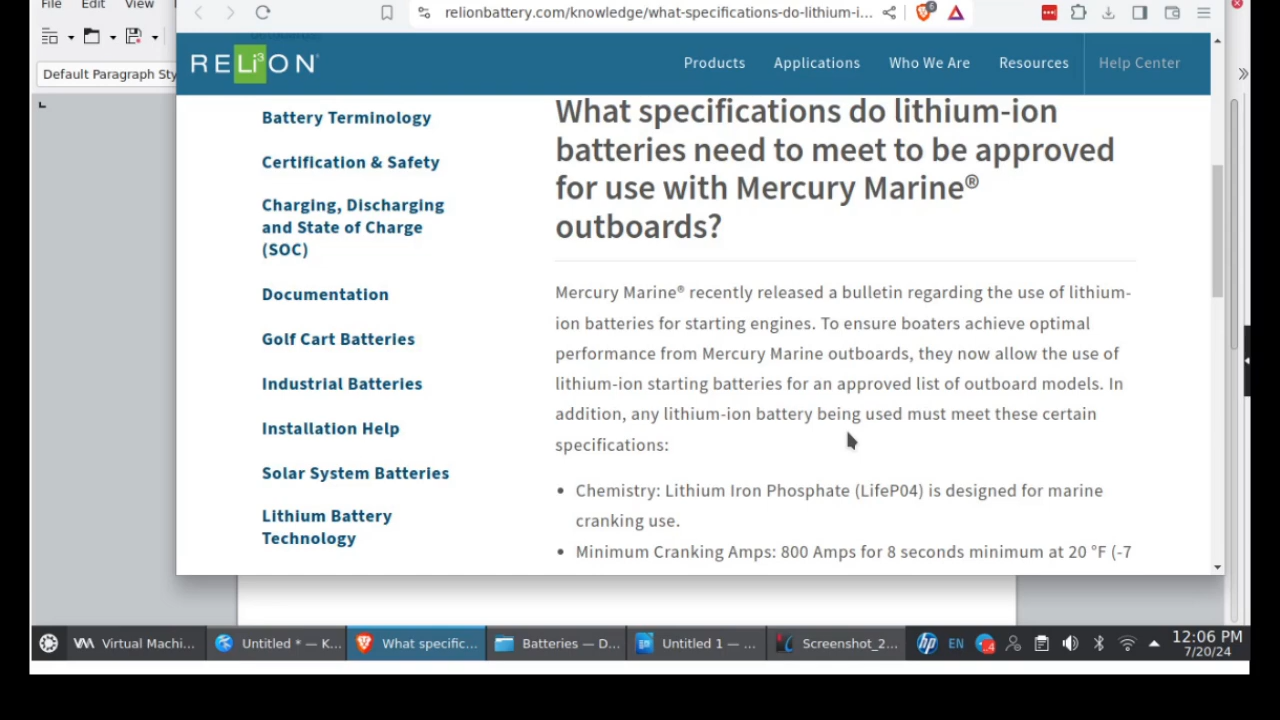 File Edit View
relionbattery.com/knowledge/what-specifications-do-lithium-i...
6
Default Paragraph Sty
RELi3ON
Products Applications Who We Are Resources Help Center
Battery Terminology
Certification & Safety
Charging, Discharging
and State of Charge
(SOC)
Documentation
Golf Cart Batteries
Industrial Batteries
Installation Help
Solar System Batteries
Lithium Battery
Technology
What specifications do lithium-ion
batteries need to meet to be approved
for use with Mercury Marine®
outboards?
Mercury Marine® recently released a bulletin regarding the use of lithium-
ion batteries for starting engines. To ensure boaters achieve optimal
performance from Mercury Marine outboards, they now allow the use of
lithium-ion starting batteries for an approved list of outboard models. In
addition, any lithium-ion battery being used must meet these certain
specifications:
• Chemistry: Lithium Iron Phosphate (LifeP04) is designed for marine
cranking use.
• Minimum Cranking Amps: 800 Amps for 8 seconds minimum at 20 °F (-7
Virtual Machi... Untitled * — K... What specific... Batteries — D... Untitled 1 — ... Screenshot_2... hp EN 4 12:06 PM
7/20/24